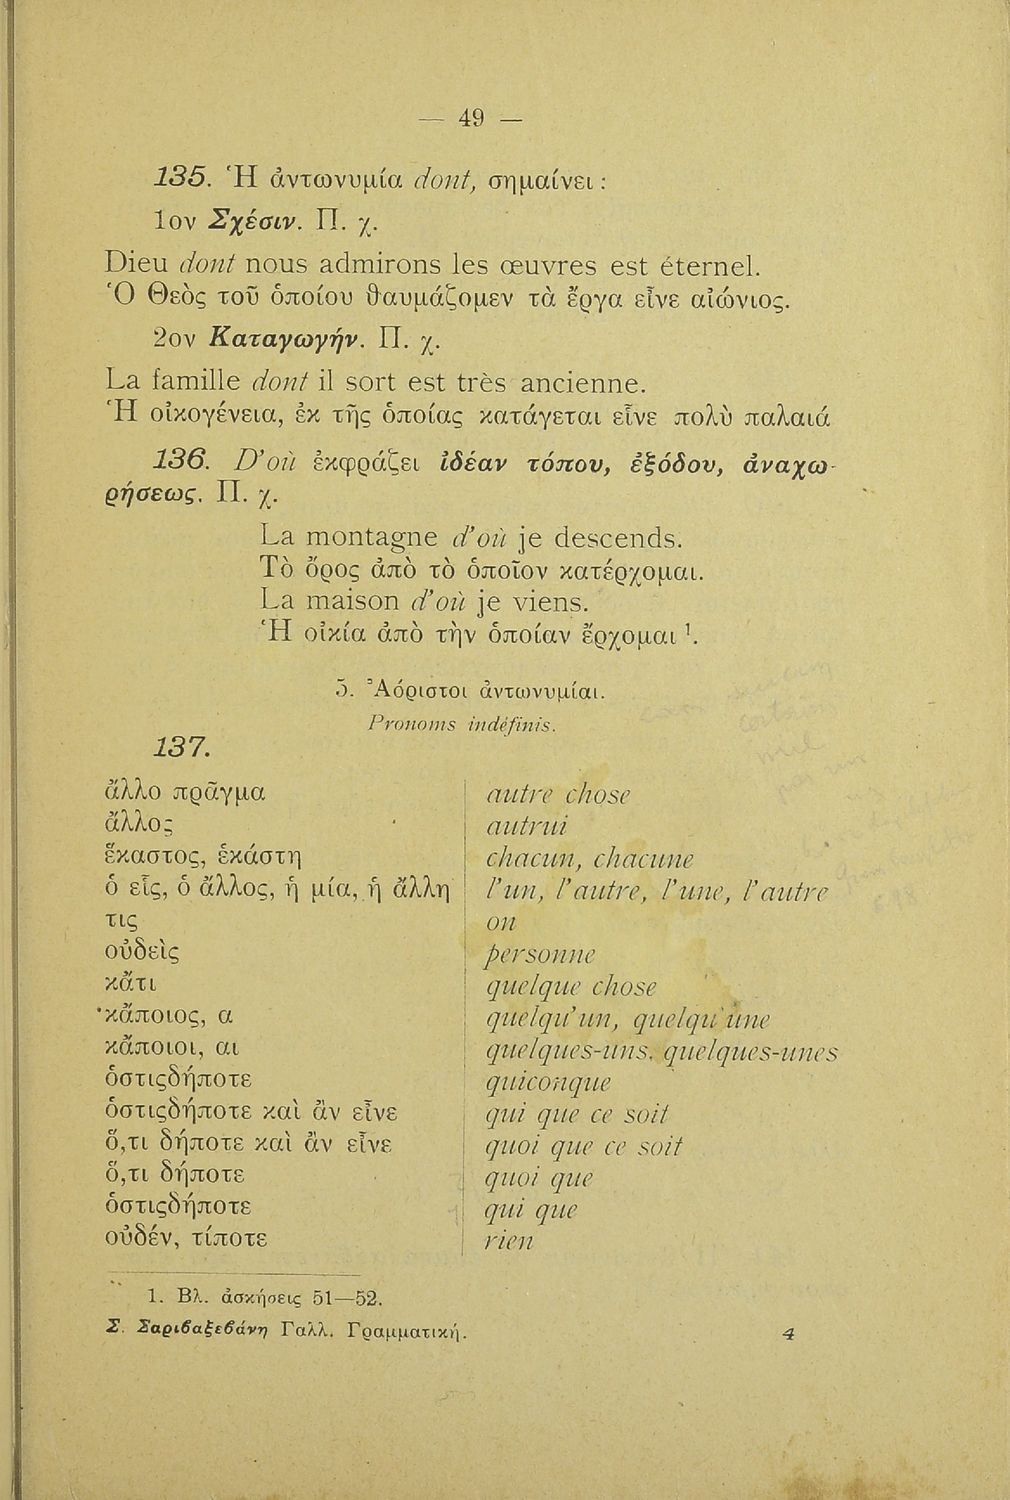 — 49 —
135. Ἡ ἀντωνυμία dont, σημαίνει :
1ον Σχέσιν. Π. χ.
Dieu dont nous admirons les œuvres est éternel.
Ὁ Θεὸς τοῦ ὁποίου θαυμάζομεν τὰ ἔργα εἶνε αἰώνιος.
2ον Καταγωγήν. Π. χ.
La famille dont il sort est très ancienne.
Ἡ οἰκογένεια, ἐκ τῆς ὁποίας κατάγεται εἶνε πολὺ παλαιά
136. D’où ἐκφράζει ἰδέαν τόπου, ἐξόδου, ἀναχω-
ρήσεως. Π. χ.
La montagne d’où je descends.
Τὸ ὄρος ἀπὸ τὸ ὁποῖον κατέρχομαι.
La maison d’où je viens.
Ἡ οἰκία ἀπὸ τὴν ὁποίαν ἔρχομαι ¹.
5. Ἀόριστοι ἀντωνυμίαι.
Pronoms indéfinis.
137.
ἄλλο πρᾶγμα autre chose
ἄλλος autrui
ἕκαστος, ἑκάστη chacun, chacune
ὁ εἷς, ὁ ἄλλος, ἡ μία, ἡ ἄλλη l’un, l’autre, l’une, l’autre
τις on
οὐδεὶς personne
κἄτι quelque chose
κἄποιος, α quelqu’un, quelqu’une
κἄποιοι, αι quelques-uns, quelques-unes
ὁστιςδήποτε quiconque
ὁστιςδήποτε καὶ ἂν εἶνε qui que ce soit
ὅ,τι δήποτε καὶ ἂν εἶνε quoi que ce soit
ὅ,τι δήποτε quoi que
ὁστιςδήποτε qui que
οὐδέν, τίποτε rien
1. Βλ. ἀσκήσεις 51—52.
Σ. Σαριβαξεβάνη Γαλλ. Γραμματική. 4